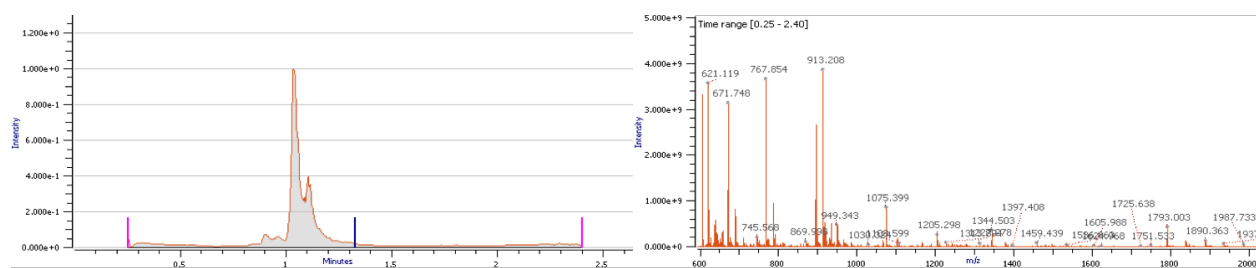 1.200e+0
1.000e+0
8.000e-1
6.000e-1
4.000e-1
2.000e-1
0.000e+0
Intensity
0.5
1.0
1.5
2.0
2.5
Minutes
Time range [0.25 - 2.40]
5.000e+9
4.000e+9
3.000e+9
2.000e+9
1.000e+9
0.000e+0
Intensity
621.119
671.748
745.568
767.854
869.995
913.208
949.343
1075.399
1205.298
1344.503
1397.408
1459.439
1605.988
1725.638
1751.533
1793.003
1890.363
1987.733
600
800
1000
1200
1400
1600
1800
2000
m/z